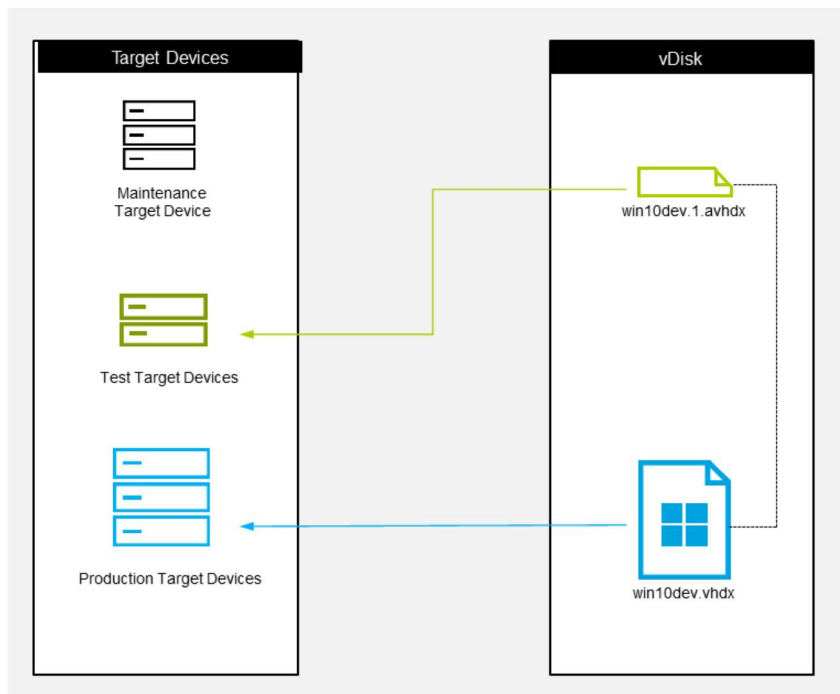 Target Devices
Maintenance
Target Device
Test Target Devices
Production Target Devices
vDisk
win10dev.1.avhdx
win10dev.vhdx